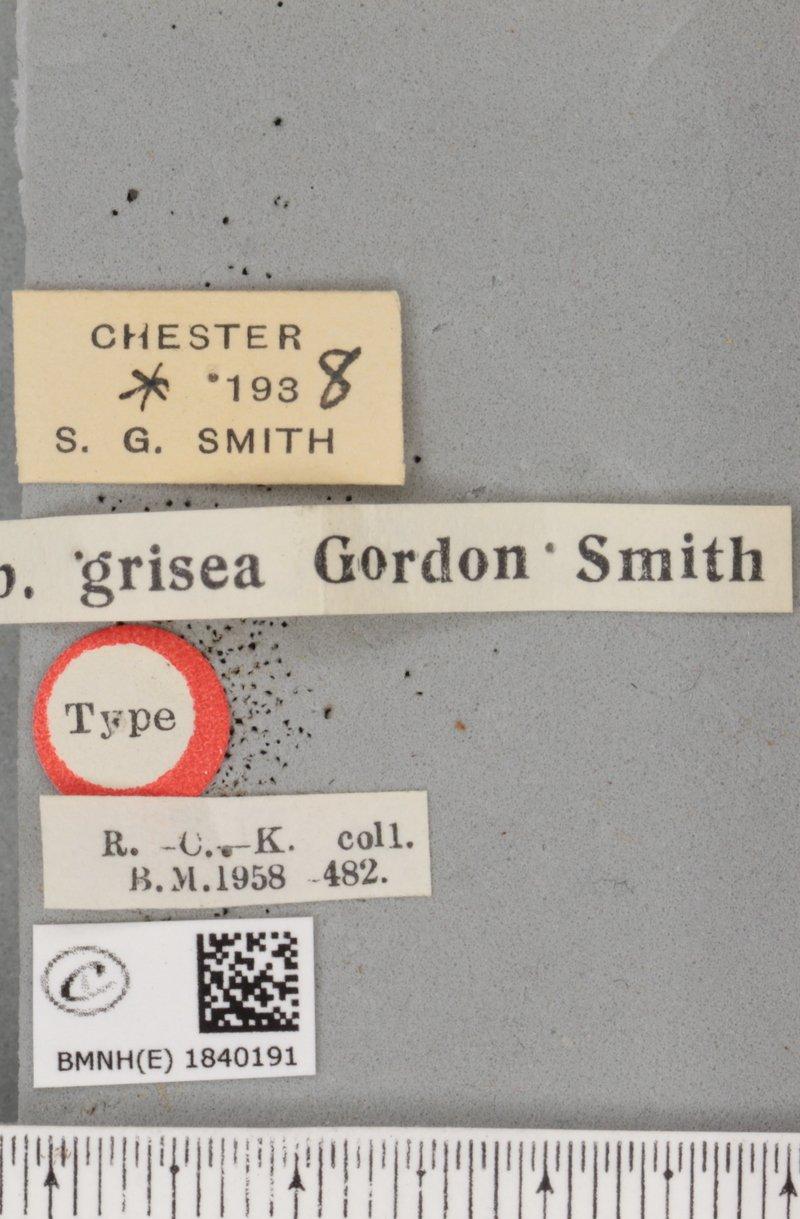 CHESTER
* 1938
S. G. SMITH
b. grisea Gordon Smith
Type
R. -C.-K. coll.
B.M.1958-482.
C
BMNH(E) 1840191